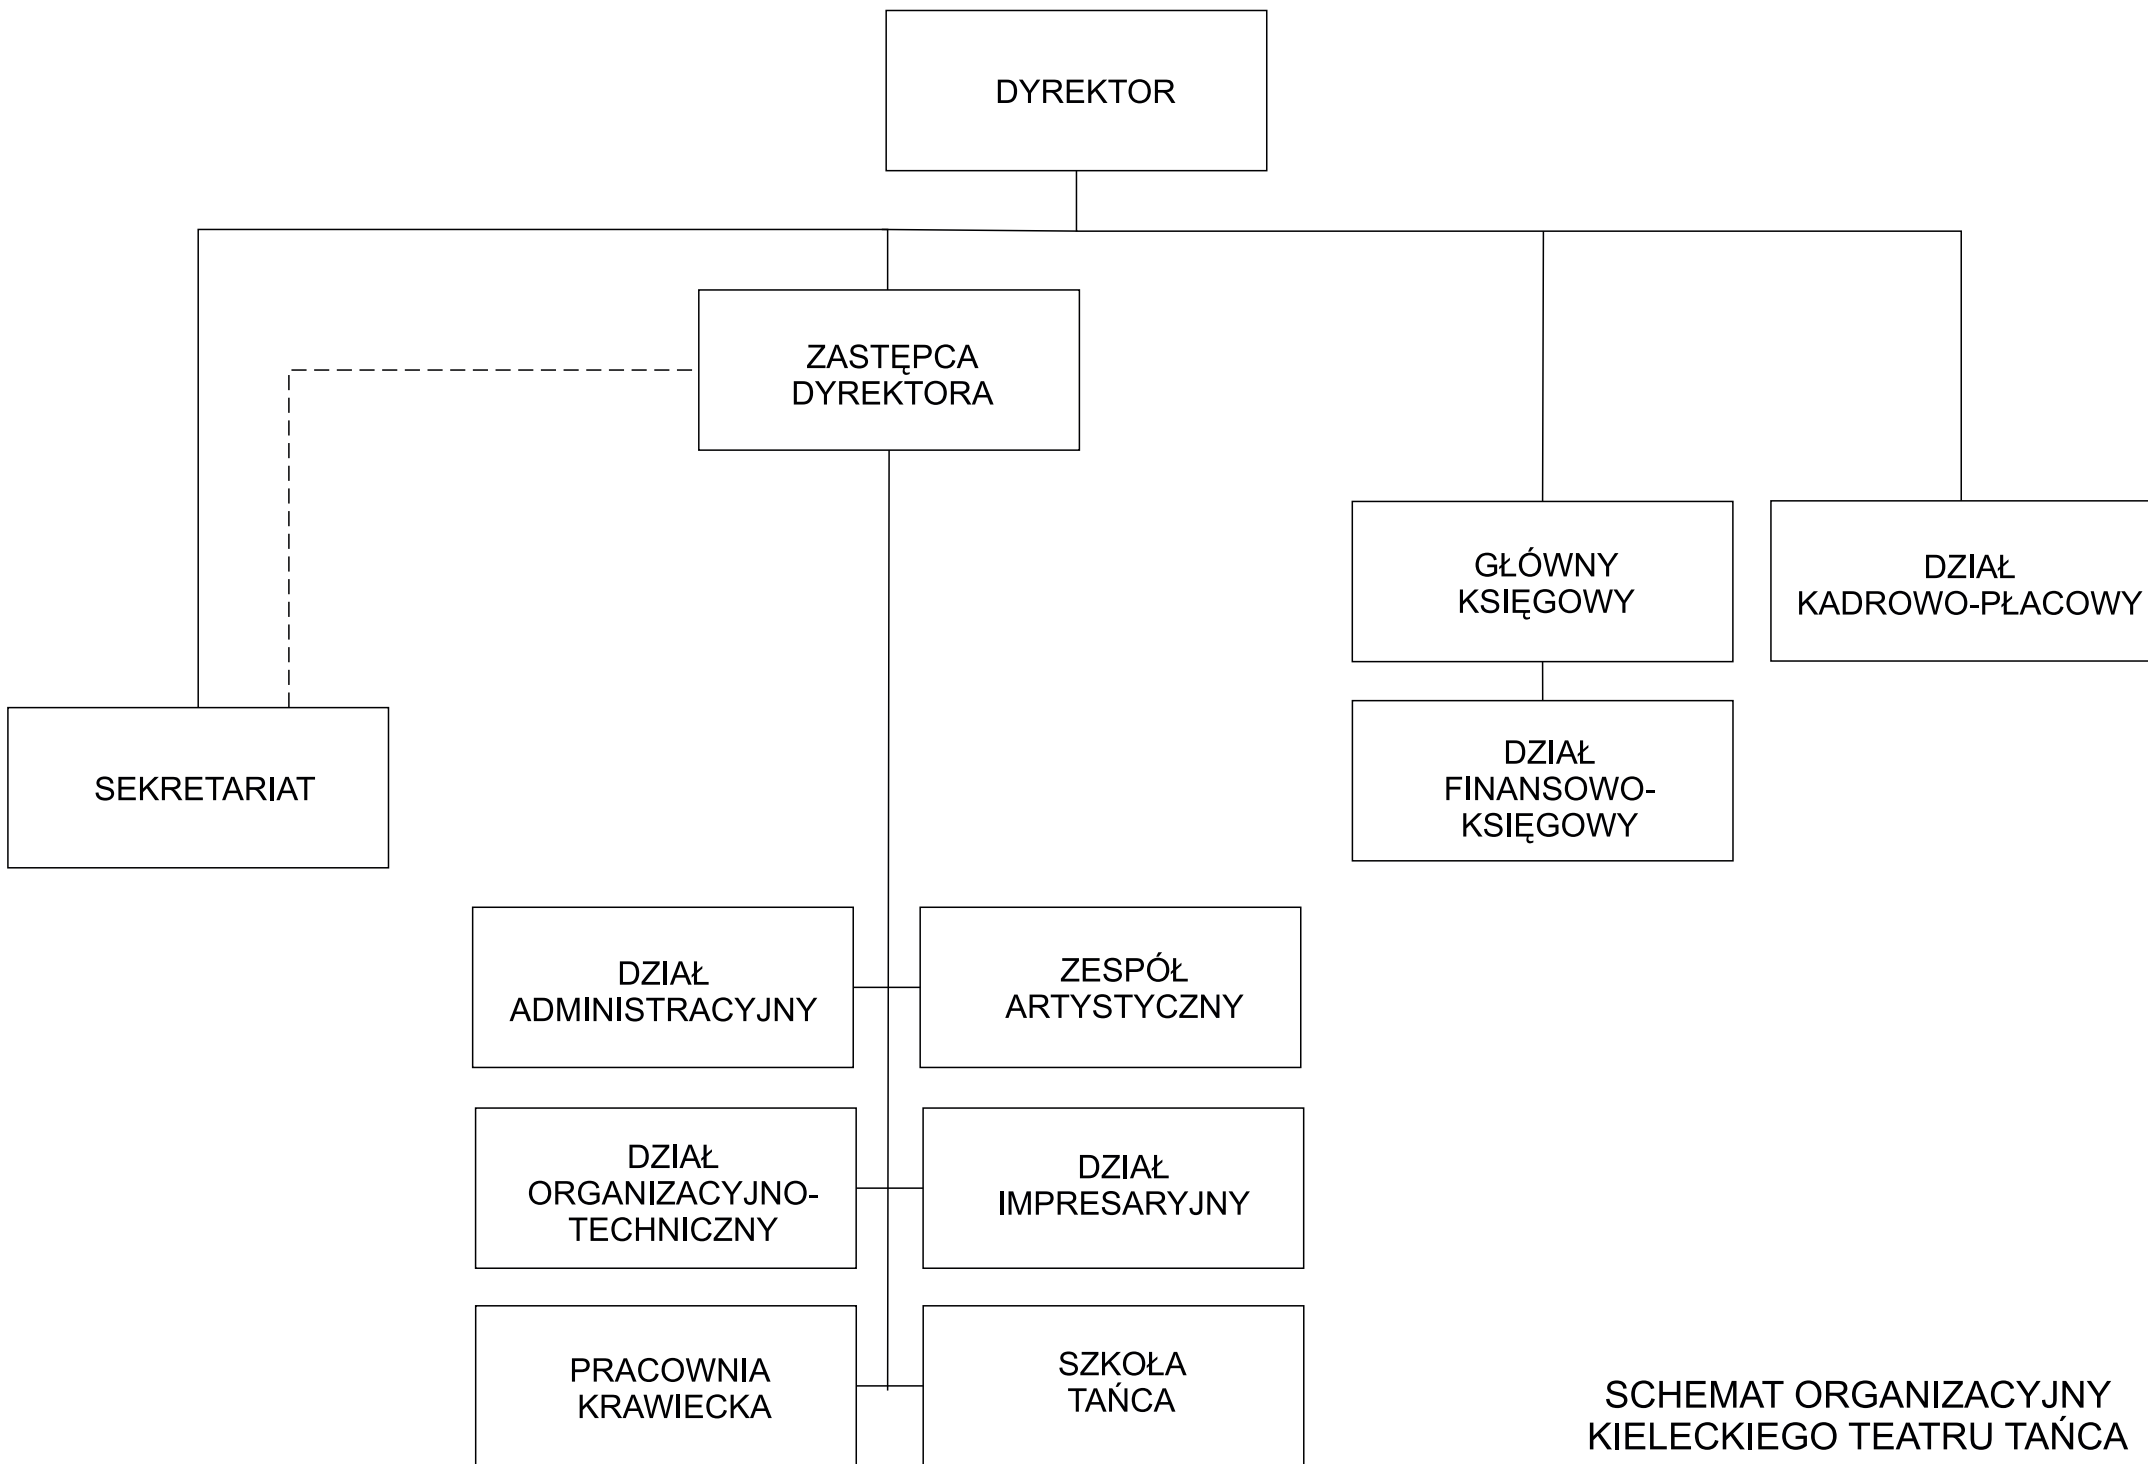 DYREKTOR
ZASTĘPCA
DYREKTORA
GŁÓWNY
KSIĘGOWY
DZIAŁ
KADROWO-PŁACOWY
SEKRETARIAT
DZIAŁ
FINANSOWO-
KSIĘGOWY
DZIAŁ
ADMINISTRACYJNY
ZESPÓŁ
ARTYSTYCZNY
DZIAŁ
ORGANIZACYJNO-
TECHNICZNY
DZIAŁ
IMPRESARYJNY
PRACOWNIA
KRAWIECKA
SZKOŁA
TAŃCA
SCHEMAT ORGANIZACYJNY
KIELECKIEGO TEATRU TAŃCA